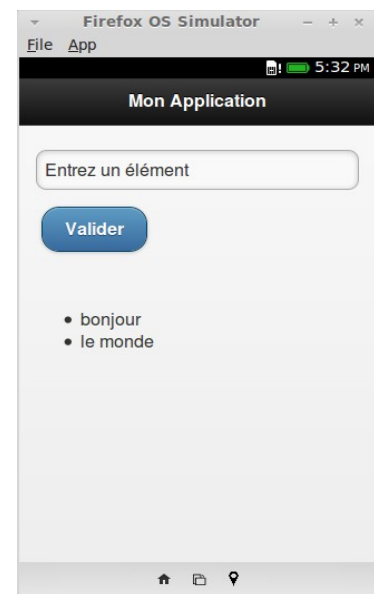 Firefox OS Simulator
File App
5:32 PM
Mon Application
Entrez un élément
Valider
bonjour
le monde